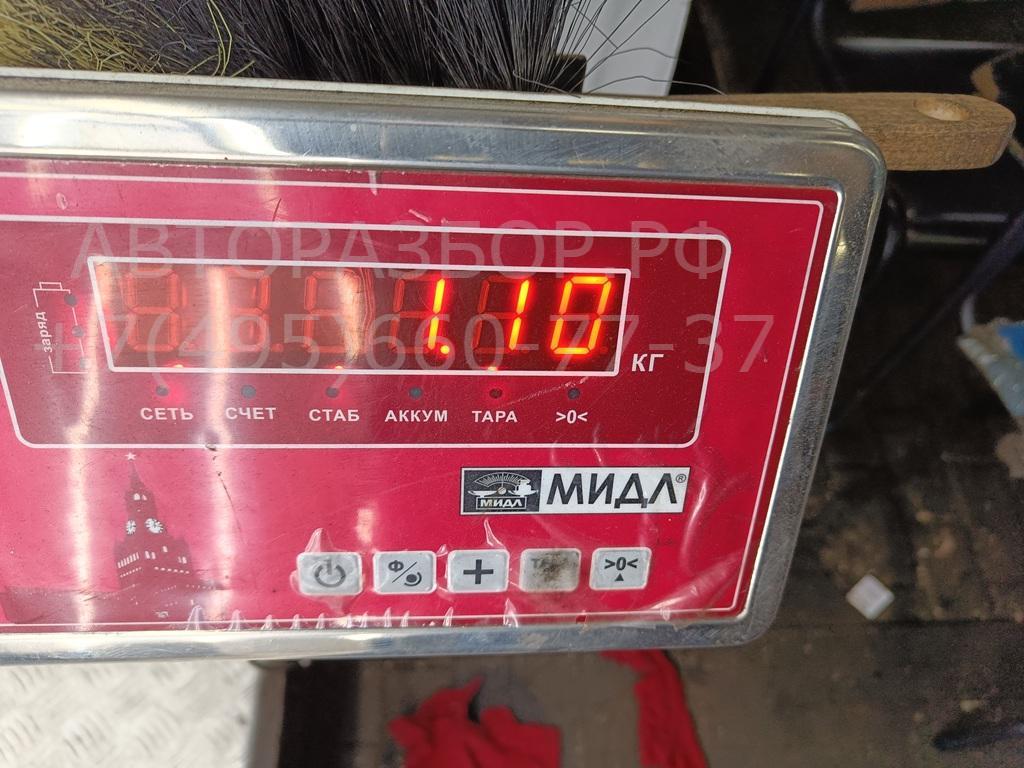 АВТОРАЗБОР.РФ
+7(495)660-77-37
1.10
КГ
заряд
СЕТЬ СЧЕТ СТАБ АККУМ ТАРА >0<
МИДЛ МИДЛ®
Ф
+
>0<